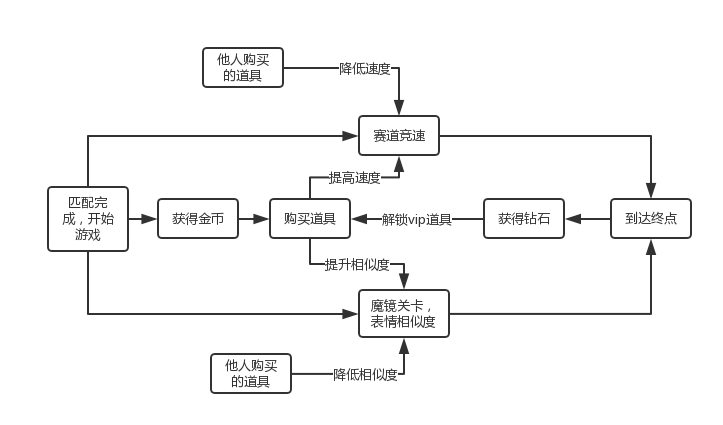 他人购买
的道具
降低速度
赛道竞速
提高速度
匹配完
成，开始
游戏
获得金币
购买道具
解锁vip道具
获得钻石
到达终点
提升相似度
魔镜关卡，
表情相似度
他人购买
的道具
降低相似度